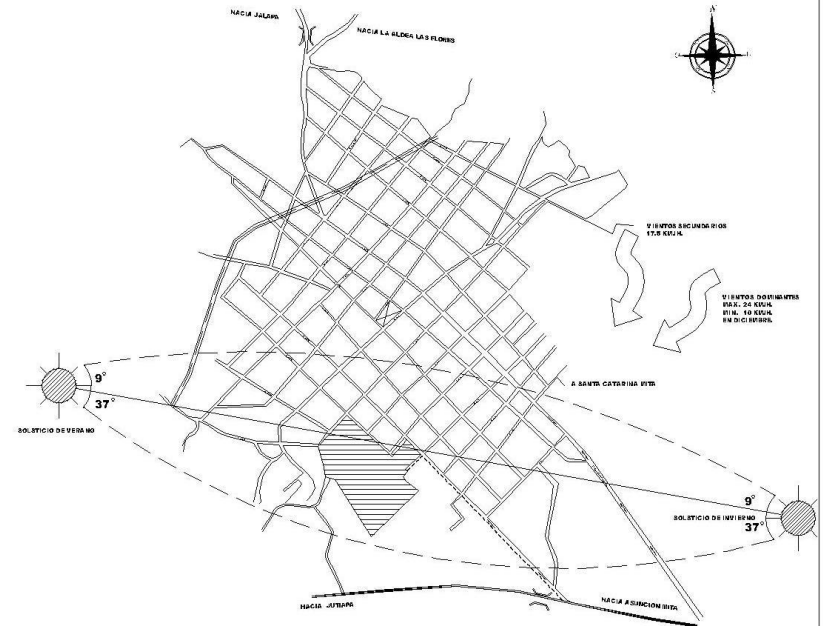 HACIA JALAPA
HACIA LA ALDEA LAS FLORES
N
S
VIENTOS SECUNDARIOS
17.5 KM/H.
VIENTOS DOMINANTES
MAX. 24 KM/H.
MIN. 10 KM/H.
EN DICIEMBRE.
A SANTA CATARINA MITA
9°
37°
SOLSTICIO DE VERANO
9°
SOLSTICIO DE INVIERNO
37°
HACIA JUTIAPA
HACIA ASUNCION MITA